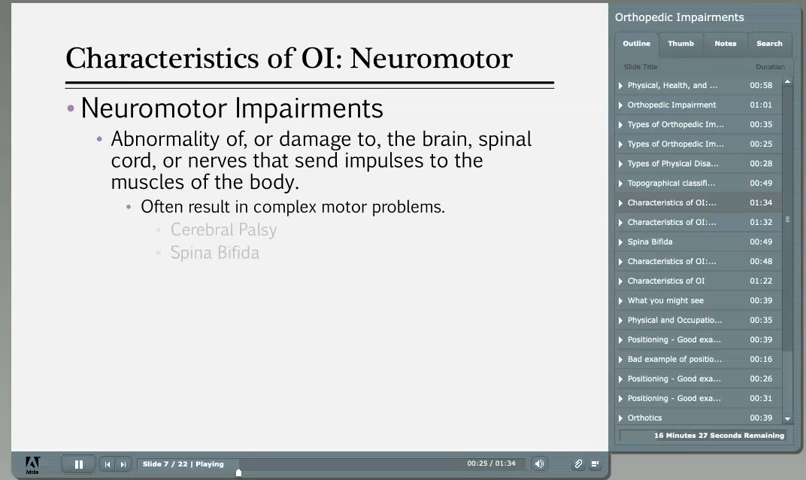 Characteristics of OI: Neuromotor
• Neuromotor Impairments
• Abnormality of, or damage to, the brain, spinal
cord, or nerves that send impulses to the
muscles of the body.
• Often result in complex motor problems.
• Cerebral Palsy
• Spina Bifida
Adobe
Slide 7 / 22 | Playing
00:25 / 01:34
Orthopedic Impairments
Outline Thumb Notes Search
Slide Title Duration
Physical, Health, and ... 00:58
Orthopedic Impairment 01:01
Types of Orthopedic Im... 00:35
Types of Orthopedic Im... 00:25
Types of Physical Disa... 00:28
Topographical classifi... 00:49
Characteristics of OI:... 01:34
Characteristics of OI:... 01:32
Spina Bifida 00:49
Characteristics of OI:... 00:48
Characteristics of OI 01:22
What you might see 00:39
Physical and Occupatio... 00:35
Positioning - Good exa... 00:39
Bad example of positio... 00:16
Positioning - Good exa... 00:26
Positioning - Good exa... 00:31
Orthotics 00:39
16 Minutes 27 Seconds Remaining